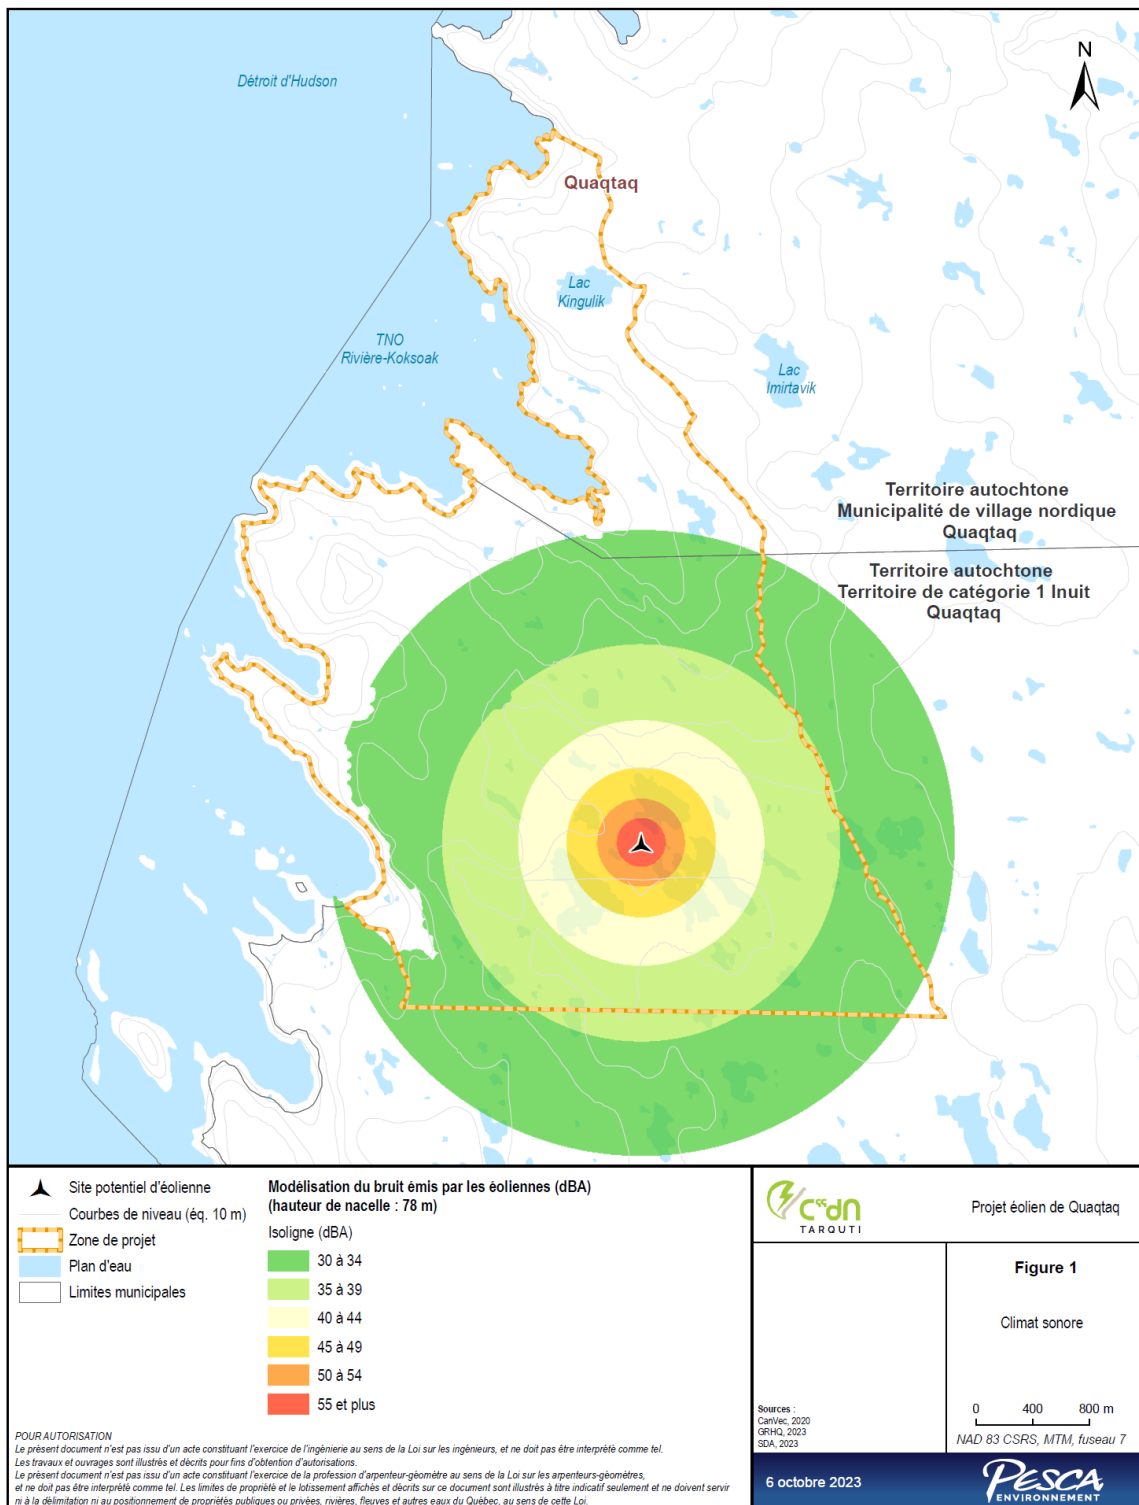 N
Détroit d'Hudson
Quaqtaq
Lac
Kingulik
TNO
Rivière-Koksoak
Lac
Imirtavik
Territoire autochtone
Municipalité de village nordique
Quaqtaq
Territoire autochtone
Territoire de catégorie 1 Inuit
Quaqtaq
Site potentiel d'éolienne
Courbes de niveau (éq. 10 m)
Zone de projet
Plan d'eau
Limites municipales
Modélisation du bruit émis par les éoliennes (dBA)
(hauteur de nacelle : 78 m)
Isoligne (dBA)
30 à 34
35 à 39
40 à 44
45 à 49
50 à 54
55 et plus
POUR AUTORISATION
Le présent document n'est pas issu d'un acte constituant l'exercice de l'ingénierie au sens de la Loi sur les ingénieurs, et ne doit pas être interprété comme tel.
Les travaux et ouvrages sont illustrés et décrits pour fins d'obtention d'autorisations.
Le présent document n'est pas issu d'un acte constituant l'exercice de la profession d'arpenteur-géomètre au sens de la Loi sur les arpenteurs-géomètres,
et ne doit pas être interprété comme tel. Les limites de propriété et le lotissement affichés et décrits sur ce document sont illustrés à titre indicatif seulement et ne doivent servir
ni à la délimitation ni au positionnement de propriétés publiques ou privées, rivières, fleuves et autres eaux du Québec, au sens de cette Loi.
TARQUTI
Projet éolien de Quaqtaq
Figure 1
Climat sonore
Sources :
CanVec, 2020
GRHQ, 2023
SDA, 2023
0 400 800 m
NAD 83 CSRS, MTM, fuseau 7
6 octobre 2023
PESCA
ENVIRONNEMENT